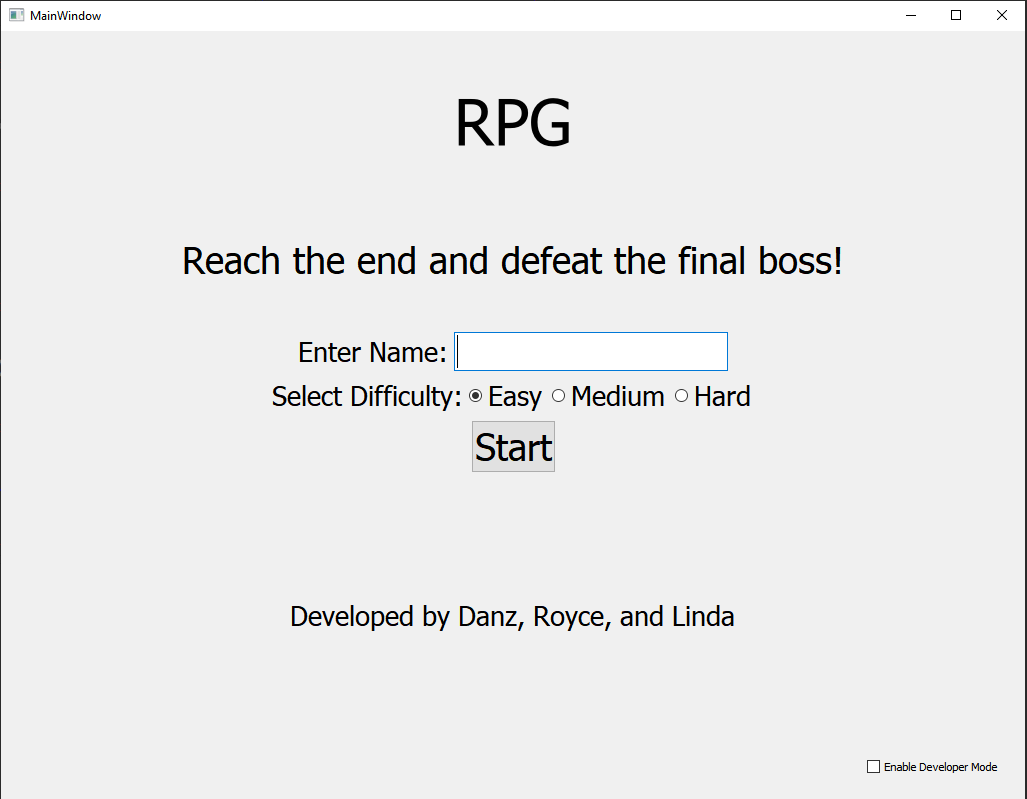 MainWindow
RPG
Reach the end and defeat the final boss!
Enter Name:
Select Difficulty: Easy Medium Hard
Start
Developed by Danz, Royce, and Linda
Enable Developer Mode